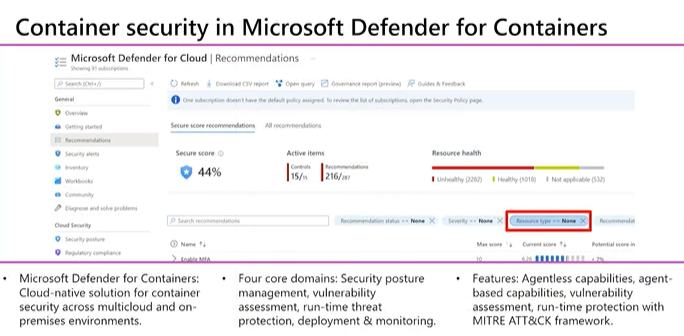 Container security in Microsoft Defender for Containers
Microsoft Defender for Cloud | Recommendations
Showing 91 subscriptions
Search (Ctrl+/)
Refresh Download CSV report Open query Governance report (preview) Guides & Feedback
General
One subscription doesn't have the default policy assigned. To review the list of subscriptions, open the Security Policy page.
Overview
Getting started
Recommendations
Security alerts
Inventory
Workbooks
Community
Diagnose and solve problems
Cloud Security
Security posture
Regulatory compliance
Secure score recommendations All recommendations
Secure score
44%
Active items
Controls
15/15
Recommendations
216/287
Resource health
Unhealthy (2202) Healthy (1018) Not applicable (532)
Search recommendations
Recommendation status == None X Severity == None X Resource type == None X Recommendat
Name Max score Current score Potential score in
> Enable MFA 10 + 7%
• Microsoft Defender for Containers:
Cloud-native solution for container
security across multicloud and on-
premises environments.
• Four core domains: Security posture
management, vulnerability
assessment, run-time threat
protection, deployment & monitoring.
• Features: Agentless capabilities, agent-
based capabilities, vulnerability
assessment, run-time protection with
MITRE ATT&CK framework.